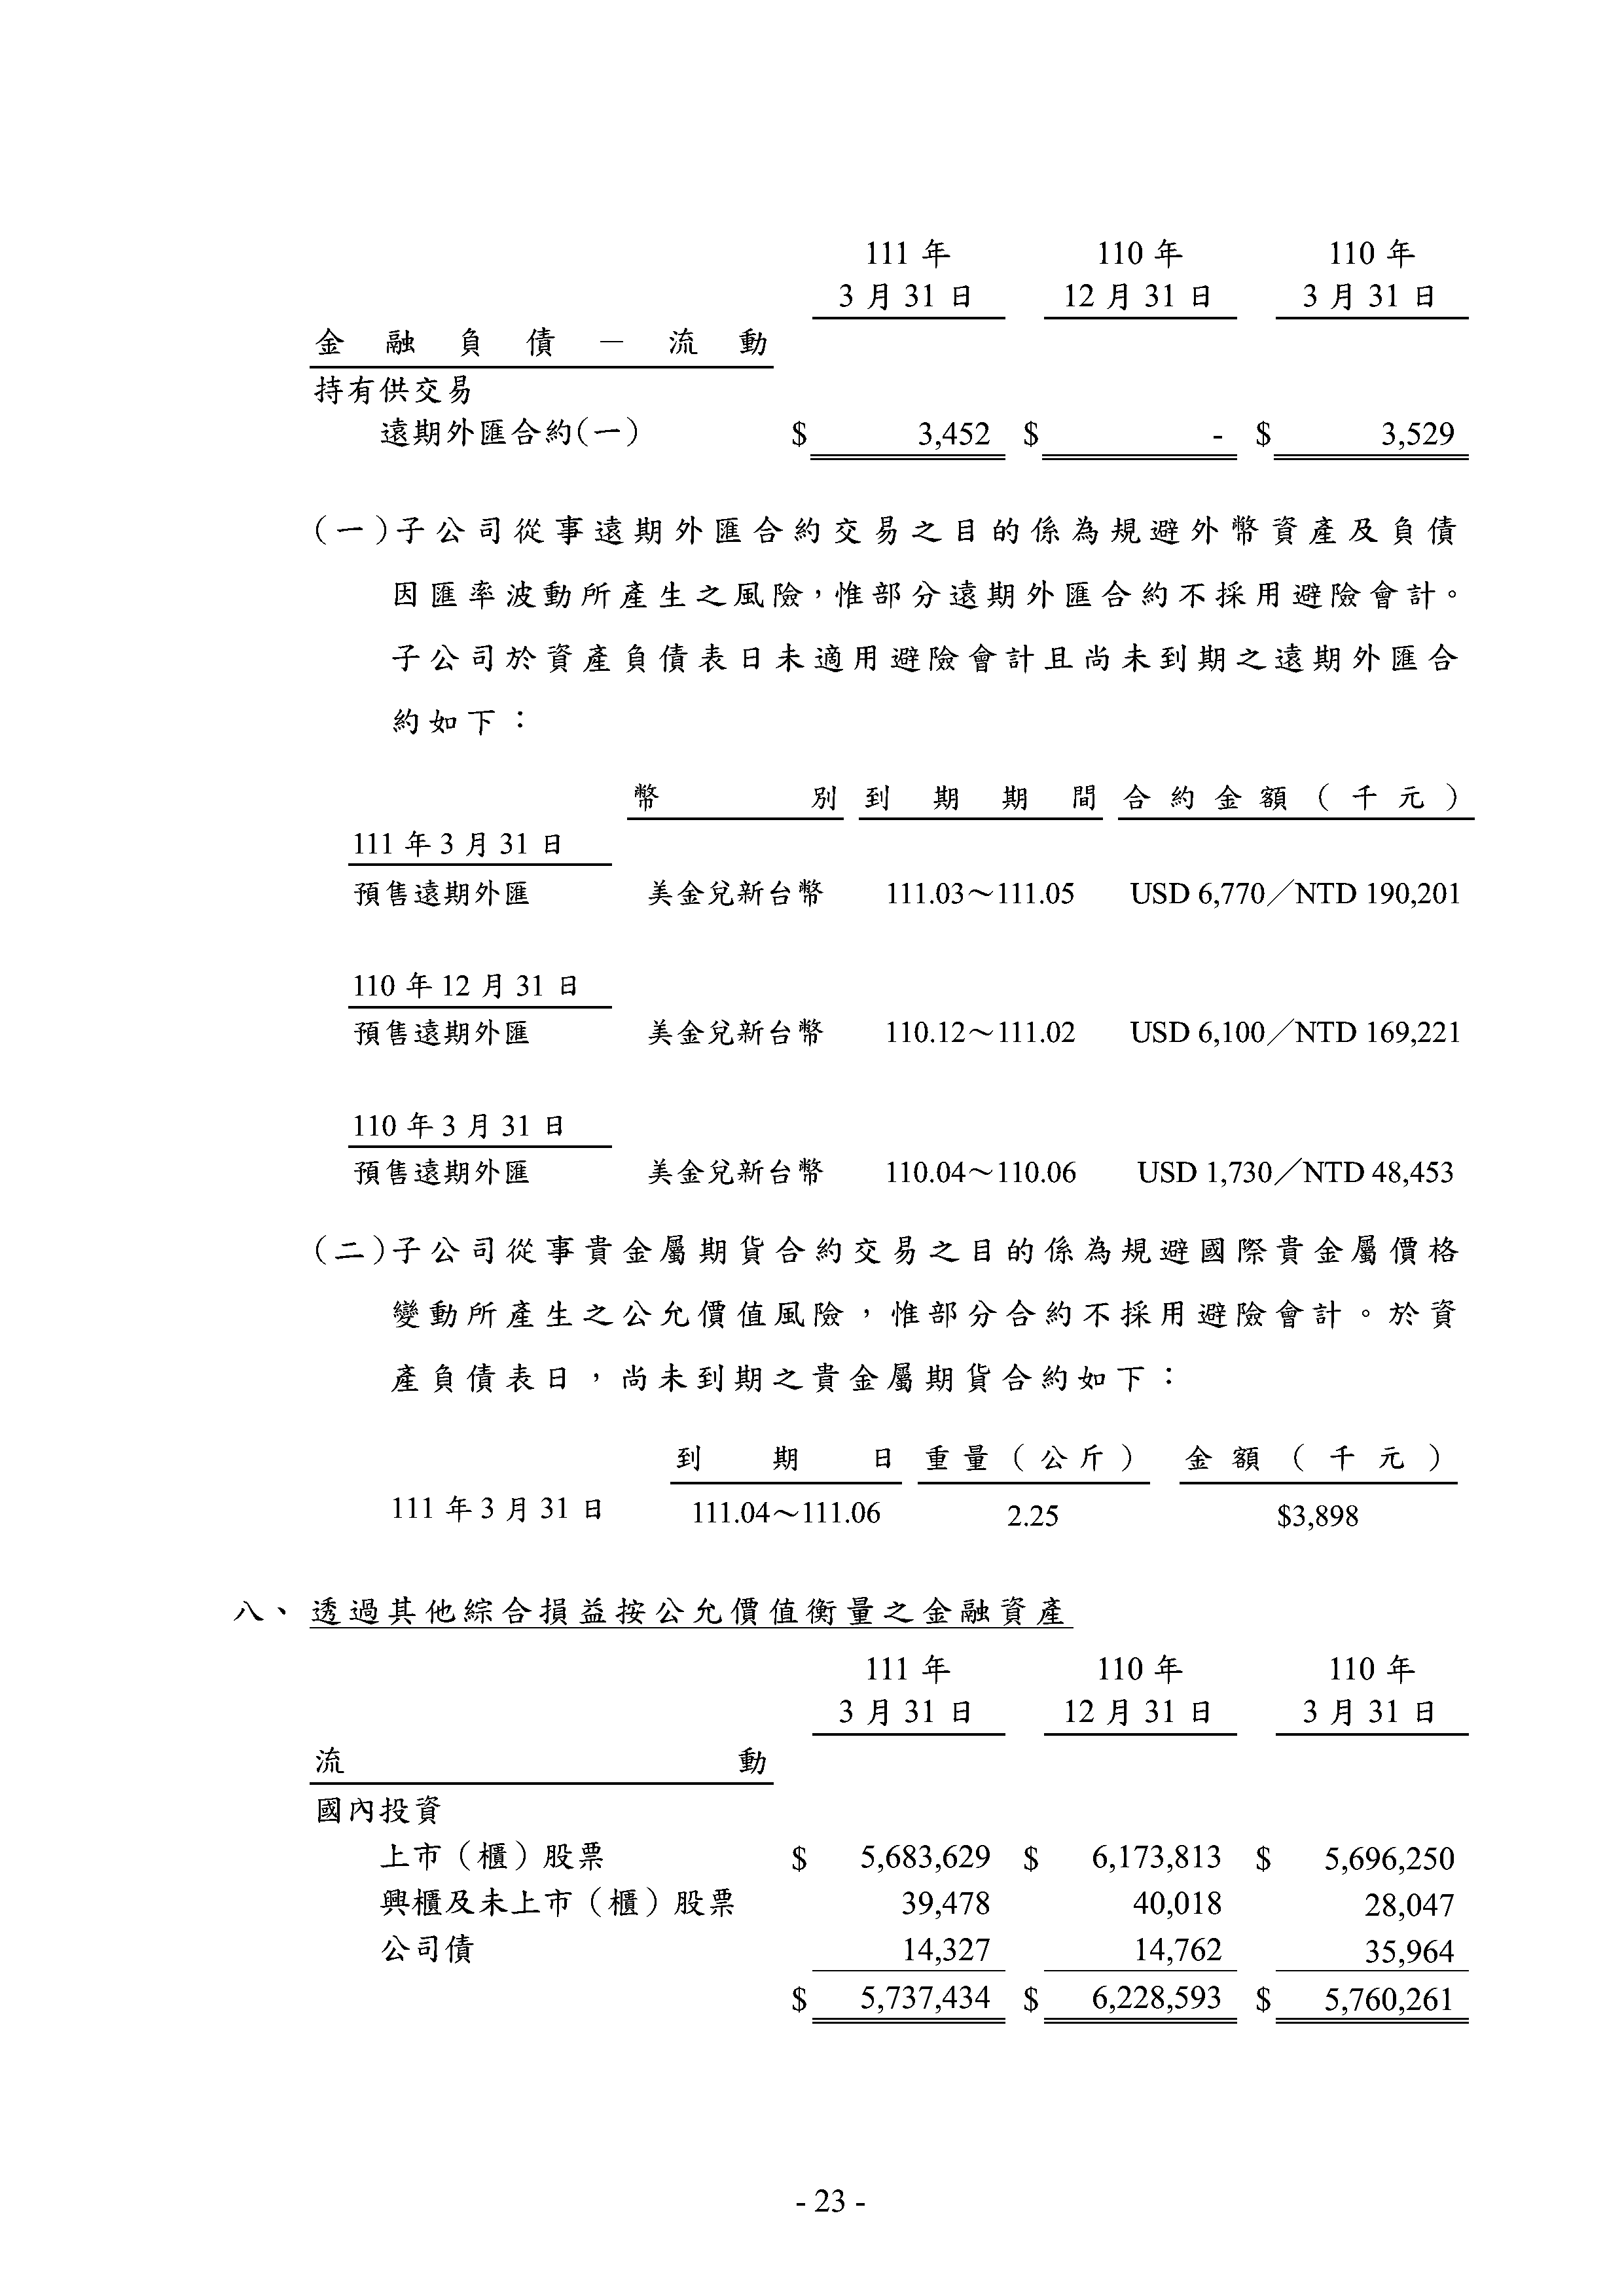 111 年 110 年 110 年
3 月 31 日 12 月 31 日 3 月 31 日
金融負債－流動
持有供交易
遠期外匯合約(一) $ 3,452 $ - $ 3,529
(一)子公司從事遠期外匯合約交易之目的係為規避外幣資產及負債
因匯率波動所產生之風險，惟部分遠期外匯合約不採用避險會計。
子公司於資產負債表日未適用避險會計且尚未到期之遠期外匯合
約如下：
幣別 到期期間 合約金額（千元）
111 年 3 月 31 日
預售遠期外匯 美金兌新台幣 111.03～111.05 USD 6,770／NTD 190,201
110 年 12 月 31 日
預售遠期外匯 美金兌新台幣 110.12～111.02 USD 6,100／NTD 169,221
110 年 3 月 31 日
預售遠期外匯 美金兌新台幣 110.04～110.06 USD 1,730／NTD 48,453
(二)子公司從事貴金屬期貨合約交易之目的係為規避國際貴金屬價格
變動所產生之公允價值風險，惟部分合約不採用避險會計。於資
產負債表日，尚未到期之貴金屬期貨合約如下：
到期日 重量（公斤） 金額（千元）
111 年 3 月 31 日 111.04～111.06 2.25 $3,898
八、透過其他綜合損益按公允價值衡量之金融資產
111 年 110 年 110 年
3 月 31 日 12 月 31 日 3 月 31 日
流動
國內投資
上市（櫃）股票 $ 5,683,629 $ 6,173,813 $ 5,696,250
興櫃及未上市（櫃）股票 39,478 40,018 28,047
公司債 14,327 14,762 35,964
$ 5,737,434 $ 6,228,593 $ 5,760,261
- 23 -